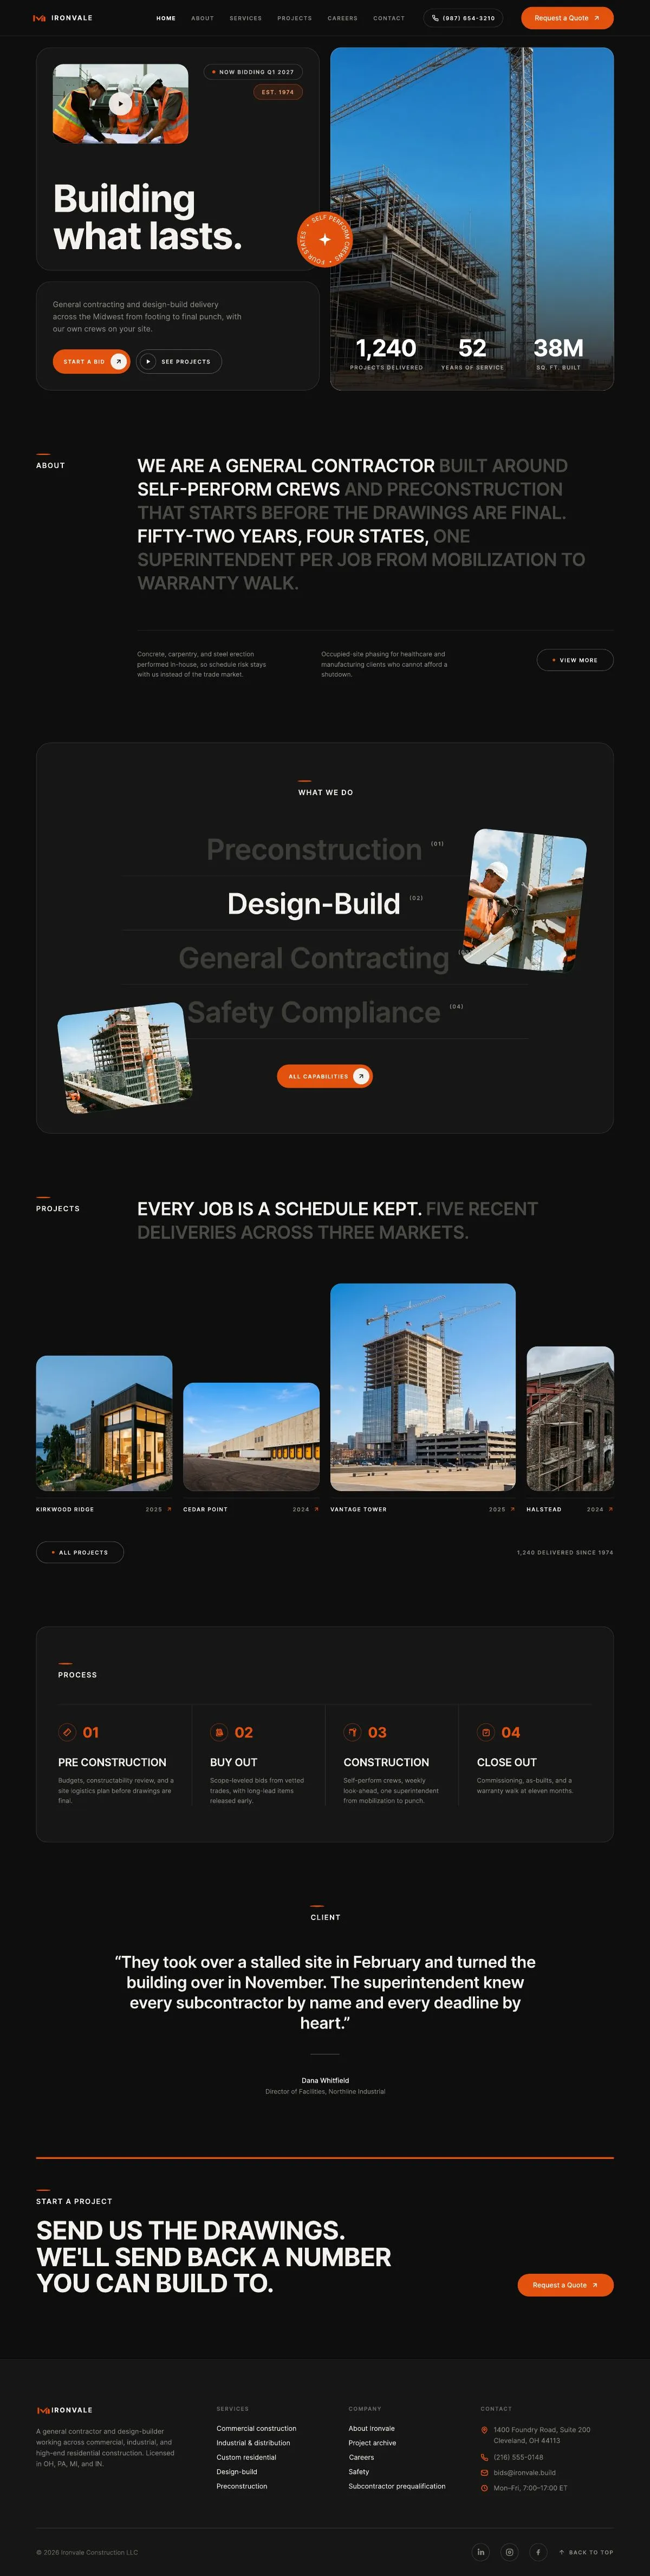 IRONVALE
HOME ABOUT SERVICES PROJECTS CAREERS CONTACT
(987) 654-3210
Request a Quote
NOW BIDDING Q1 2027
EST. 1974
Building
what lasts.
SELF PERFORM CREWS • FOUR STATES •
General contracting and design-build delivery
across the Midwest from footing to final punch, with
our own crews on your site.
START A BID
SEE PROJECTS
1,240 52 38M
PROJECTS DELIVERED YEARS OF SERVICE SQ. FT. BUILT
ABOUT
WE ARE A GENERAL CONTRACTOR BUILT AROUND
SELF-PERFORM CREWS AND PRECONSTRUCTION
THAT STARTS BEFORE THE DRAWINGS ARE FINAL.
FIFTY-TWO YEARS, FOUR STATES, ONE
SUPERINTENDENT PER JOB FROM MOBILIZATION TO
WARRANTY WALK.
Concrete, carpentry, and steel erection
performed in-house, so schedule risk stays
with us instead of the trade market.
Occupied-site phasing for healthcare and
manufacturing clients who cannot afford a
shutdown.
VIEW MORE
WHAT WE DO
Preconstruction (01)
Design-Build (02)
General Contracting
Safety Compliance (04)
ALL CAPABILITIES
PROJECTS
EVERY JOB IS A SCHEDULE KEPT. FIVE RECENT
DELIVERIES ACROSS THREE MARKETS.
KIRKWOOD RIDGE 2025
CEDAR POINT 2024
VANTAGE TOWER 2025
HALSTEAD 2024
ALL PROJECTS
1,240 DELIVERED SINCE 1974
PROCESS
01
PRE CONSTRUCTION
Budgets, constructability review, and a
site logistics plan before drawings are
final.
02
BUY OUT
Scope-leveled bids from vetted
trades, with long-lead items
released early.
03
CONSTRUCTION
Self-perform crews, weekly
look-ahead, one superintendent
from mobilization to punch.
04
CLOSE OUT
Commissioning, as-builts, and a
warranty walk at eleven months.
CLIENT
“They took over a stalled site in February and turned the
building over in November. The superintendent knew
every subcontractor by name and every deadline by
heart.”
Dana Whitfield
Director of Facilities, Northline Industrial
START A PROJECT
SEND US THE DRAWINGS.
WE'LL SEND BACK A NUMBER
YOU CAN BUILD TO.
Request a Quote
IRONVALE
A general contractor and design-builder
working across commercial, industrial, and
high-end residential construction. Licensed
in OH, PA, MI, and IN.
SERVICES
Commercial construction
Industrial & distribution
Custom residential
Design-build
Preconstruction
COMPANY
About Ironvale
Project archive
Careers
Safety
Subcontractor prequalification
CONTACT
1400 Foundry Road, Suite 200
Cleveland, OH 44113
(216) 555-0148
bids@ironvale.build
Mon–Fri, 7:00–17:00 ET
© 2026 Ironvale Construction LLC
BACK TO TOP